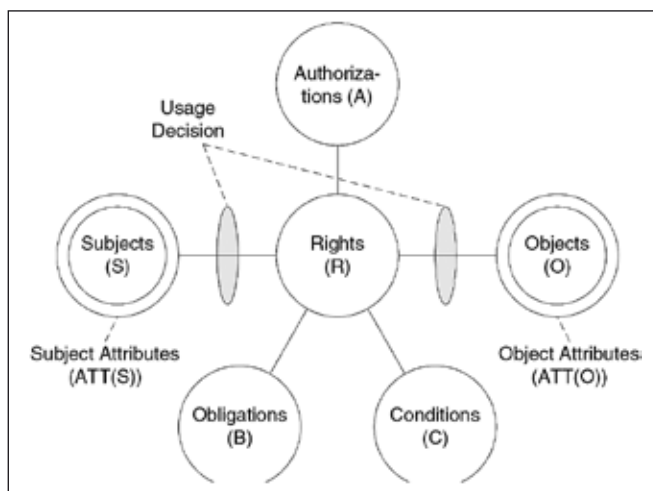 Authoriza-
tions (A)
Usage
Decision
Subjects
(S)
Rights
(R)
Objects
(O)
Subject Attributes
(ATT(S))
Object Attributes
(ATT(O))
Obligations
(B)
Conditions
(C)